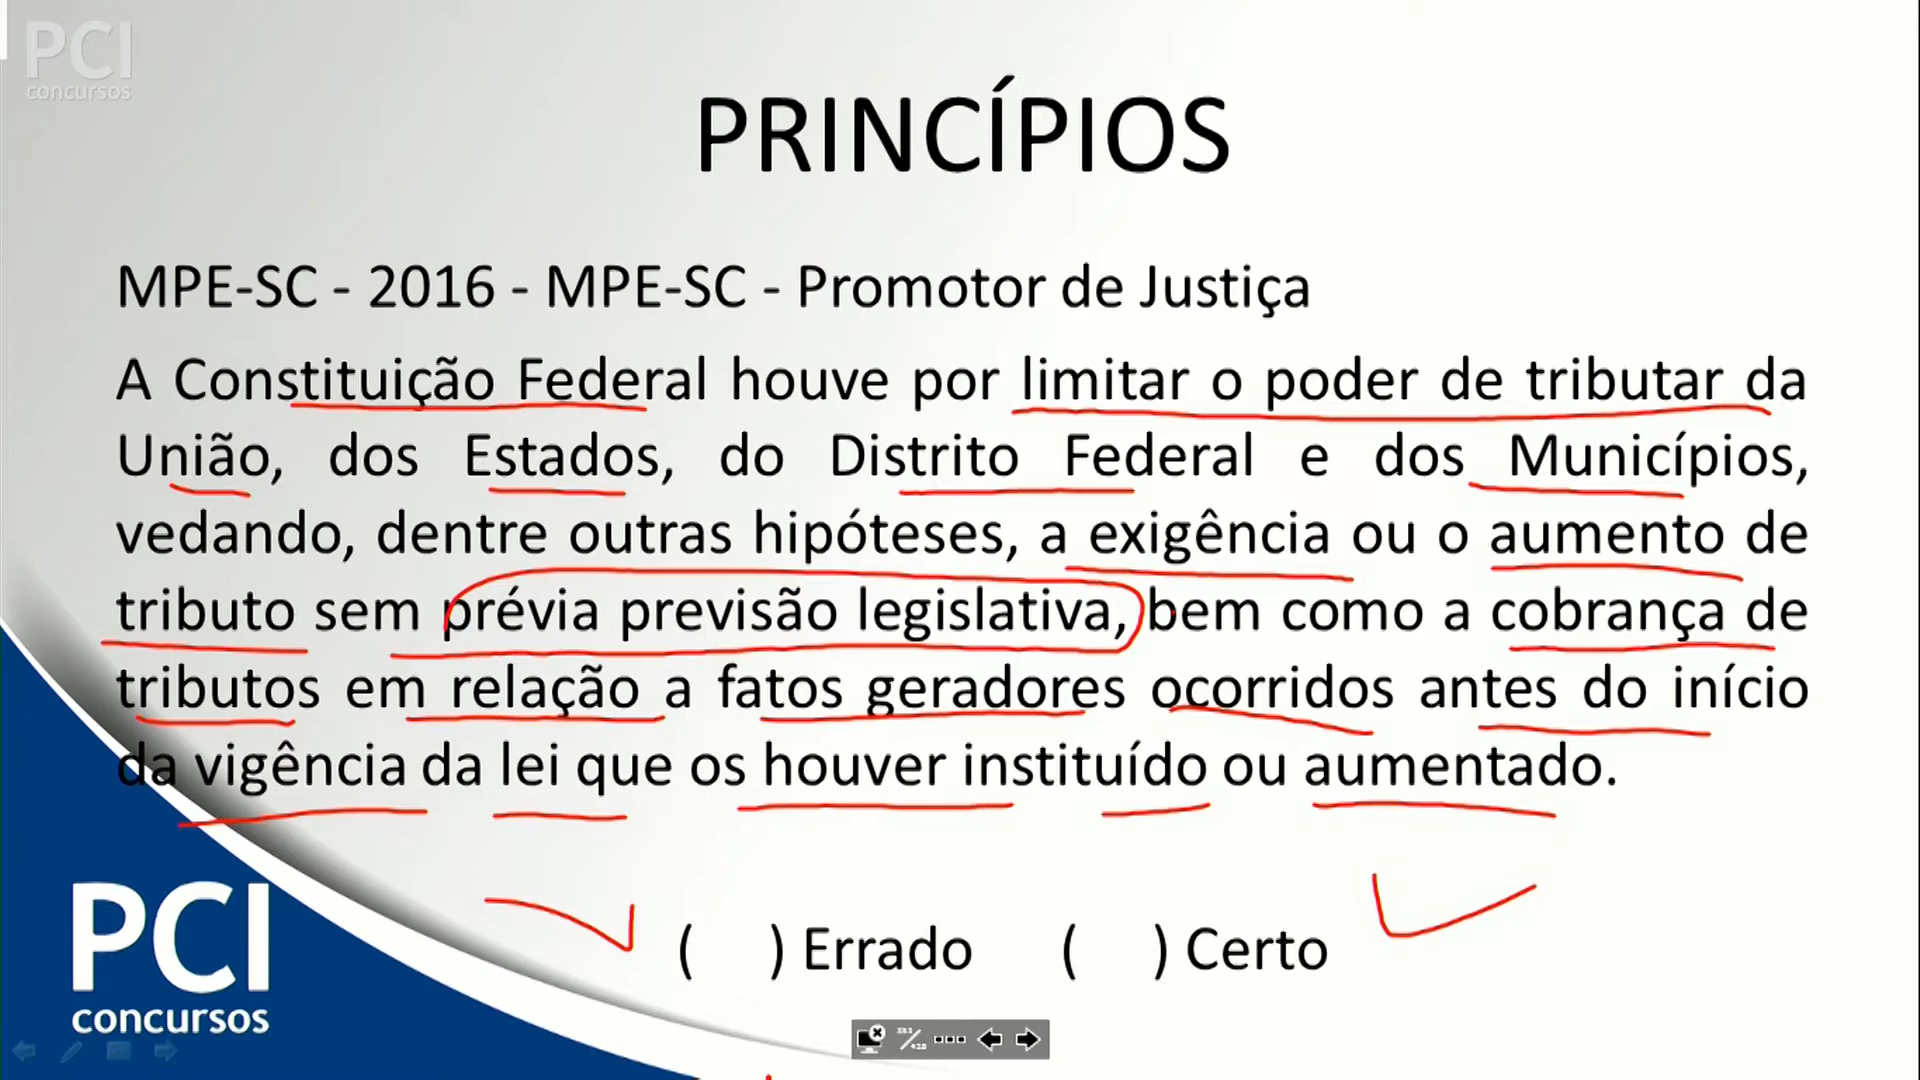 PCI
concursos
PRINCÍPIOS
MPE-SC - 2016 - MPE-SC - Promotor de Justiça
A Constituição Federal houve por limitar o poder de tributar da
União, dos Estados, do Distrito Federal e dos Municípios,
vedando, dentre outras hipóteses, a exigência ou o aumento de
tributo sem prévia previsão legislativa, bem como a cobrança de
tributos em relação a fatos geradores ocorridos antes do início
da vigência da lei que os houver instituído ou aumentado.
( ) Errado ( ) Certo
PCI
concursos